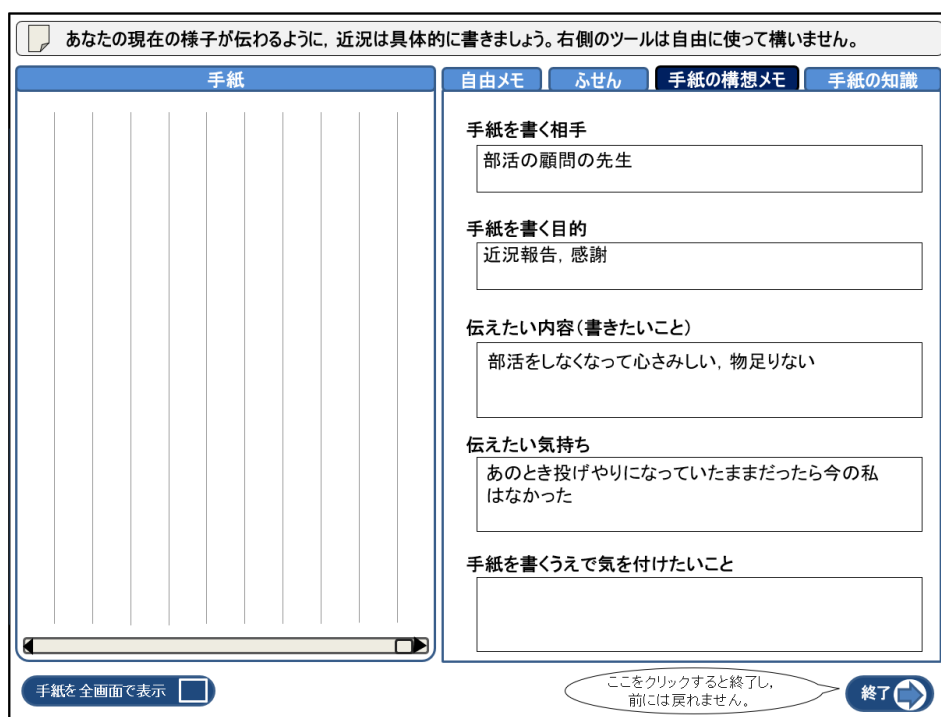 あなたの現在の様子が伝わるように，近況は具体的に書きましょう。右側のツールは自由に使って構いません。
手紙
自由メモ
ふせん
手紙の構想メモ
手紙の知識
手紙を書く相手
部活の顧問の先生
手紙を書く目的
近況報告，感謝
伝えたい内容（書きたいこと）
部活をしなくなって心さみしい，物足りない
伝えたい気持ち
あのとき投げやりになっていたままだったら今の私
はなかった
手紙を書くうえで気を付けたいこと
手紙を全画面で表示
ここをクリックすると終了し，
前には戻れません。
終了